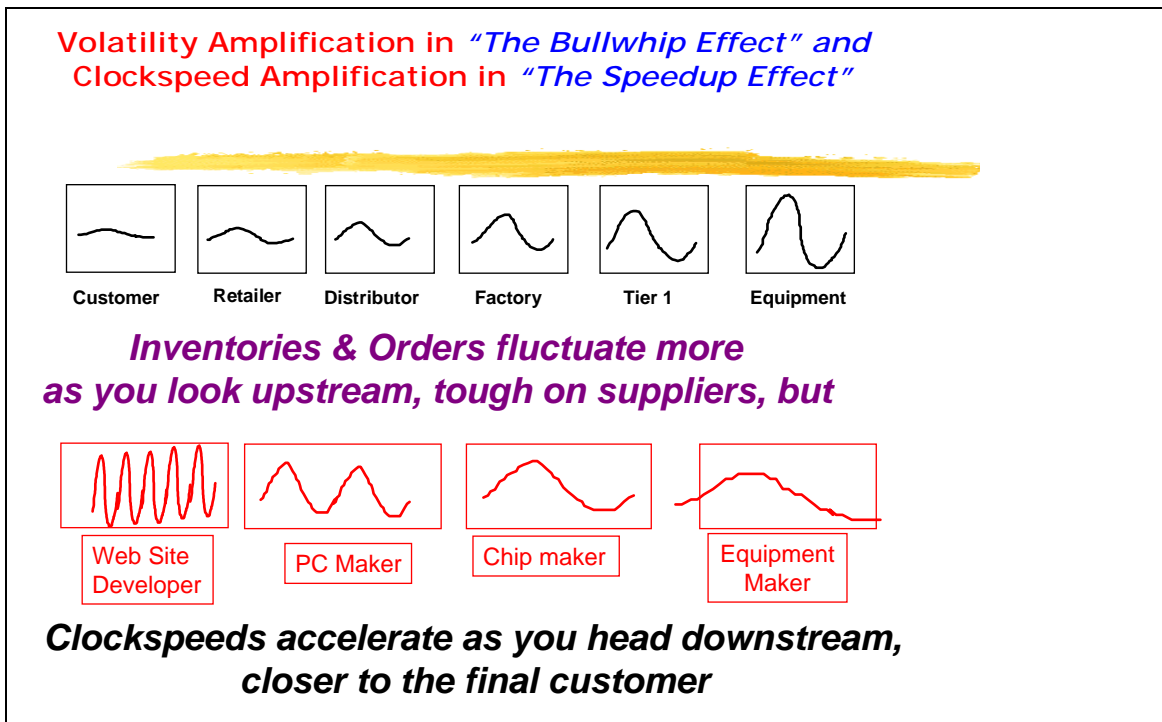 Volatility Amplification in “The Bullwhip Effect” and
Clockspeed Amplification in “The Speedup Effect”
Customer Retailer Distributor Factory Tier 1 Equipment
Inventories & Orders fluctuate more
as you look upstream, tough on suppliers, but
Web Site
Developer
PC Maker
Chip maker
Equipment
Maker
Clockspeeds accelerate as you head downstream,
closer to the final customer